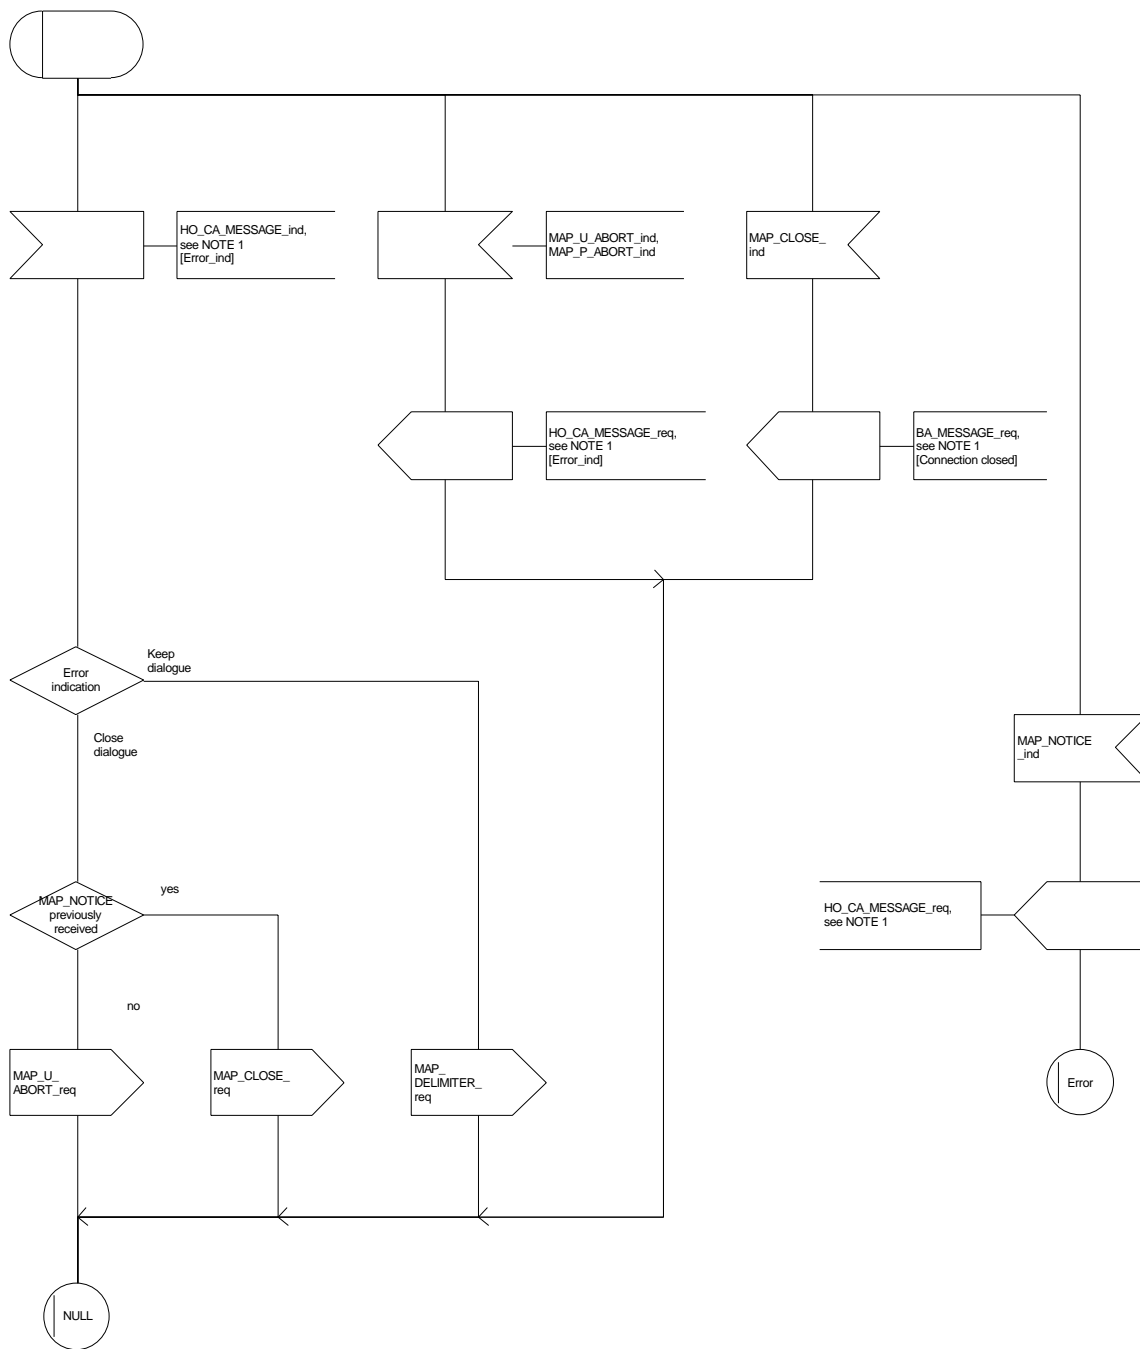 HO_CA_MESSAGE_ind,
see NOTE 1
[Error_ind]
MAP_U_ABORT_ind,
MAP_P_ABORT_ind
MAP_CLOSE_
ind
HO_CA_MESSAGE_req,
see NOTE 1
[Error_ind]
BA_MESSAGE_req,
see NOTE 1
[Connection closed]
Error
indication
Keep
dialogue
Close
dialogue
MAP_NOTICE
_ind
MAP_NOTICE
previously
received
yes
HO_CA_MESSAGE_req,
see NOTE 1
no
MAP_U_
ABORT_req
MAP_CLOSE_
req
MAP_
DELIMITER_
req
Error
NULL